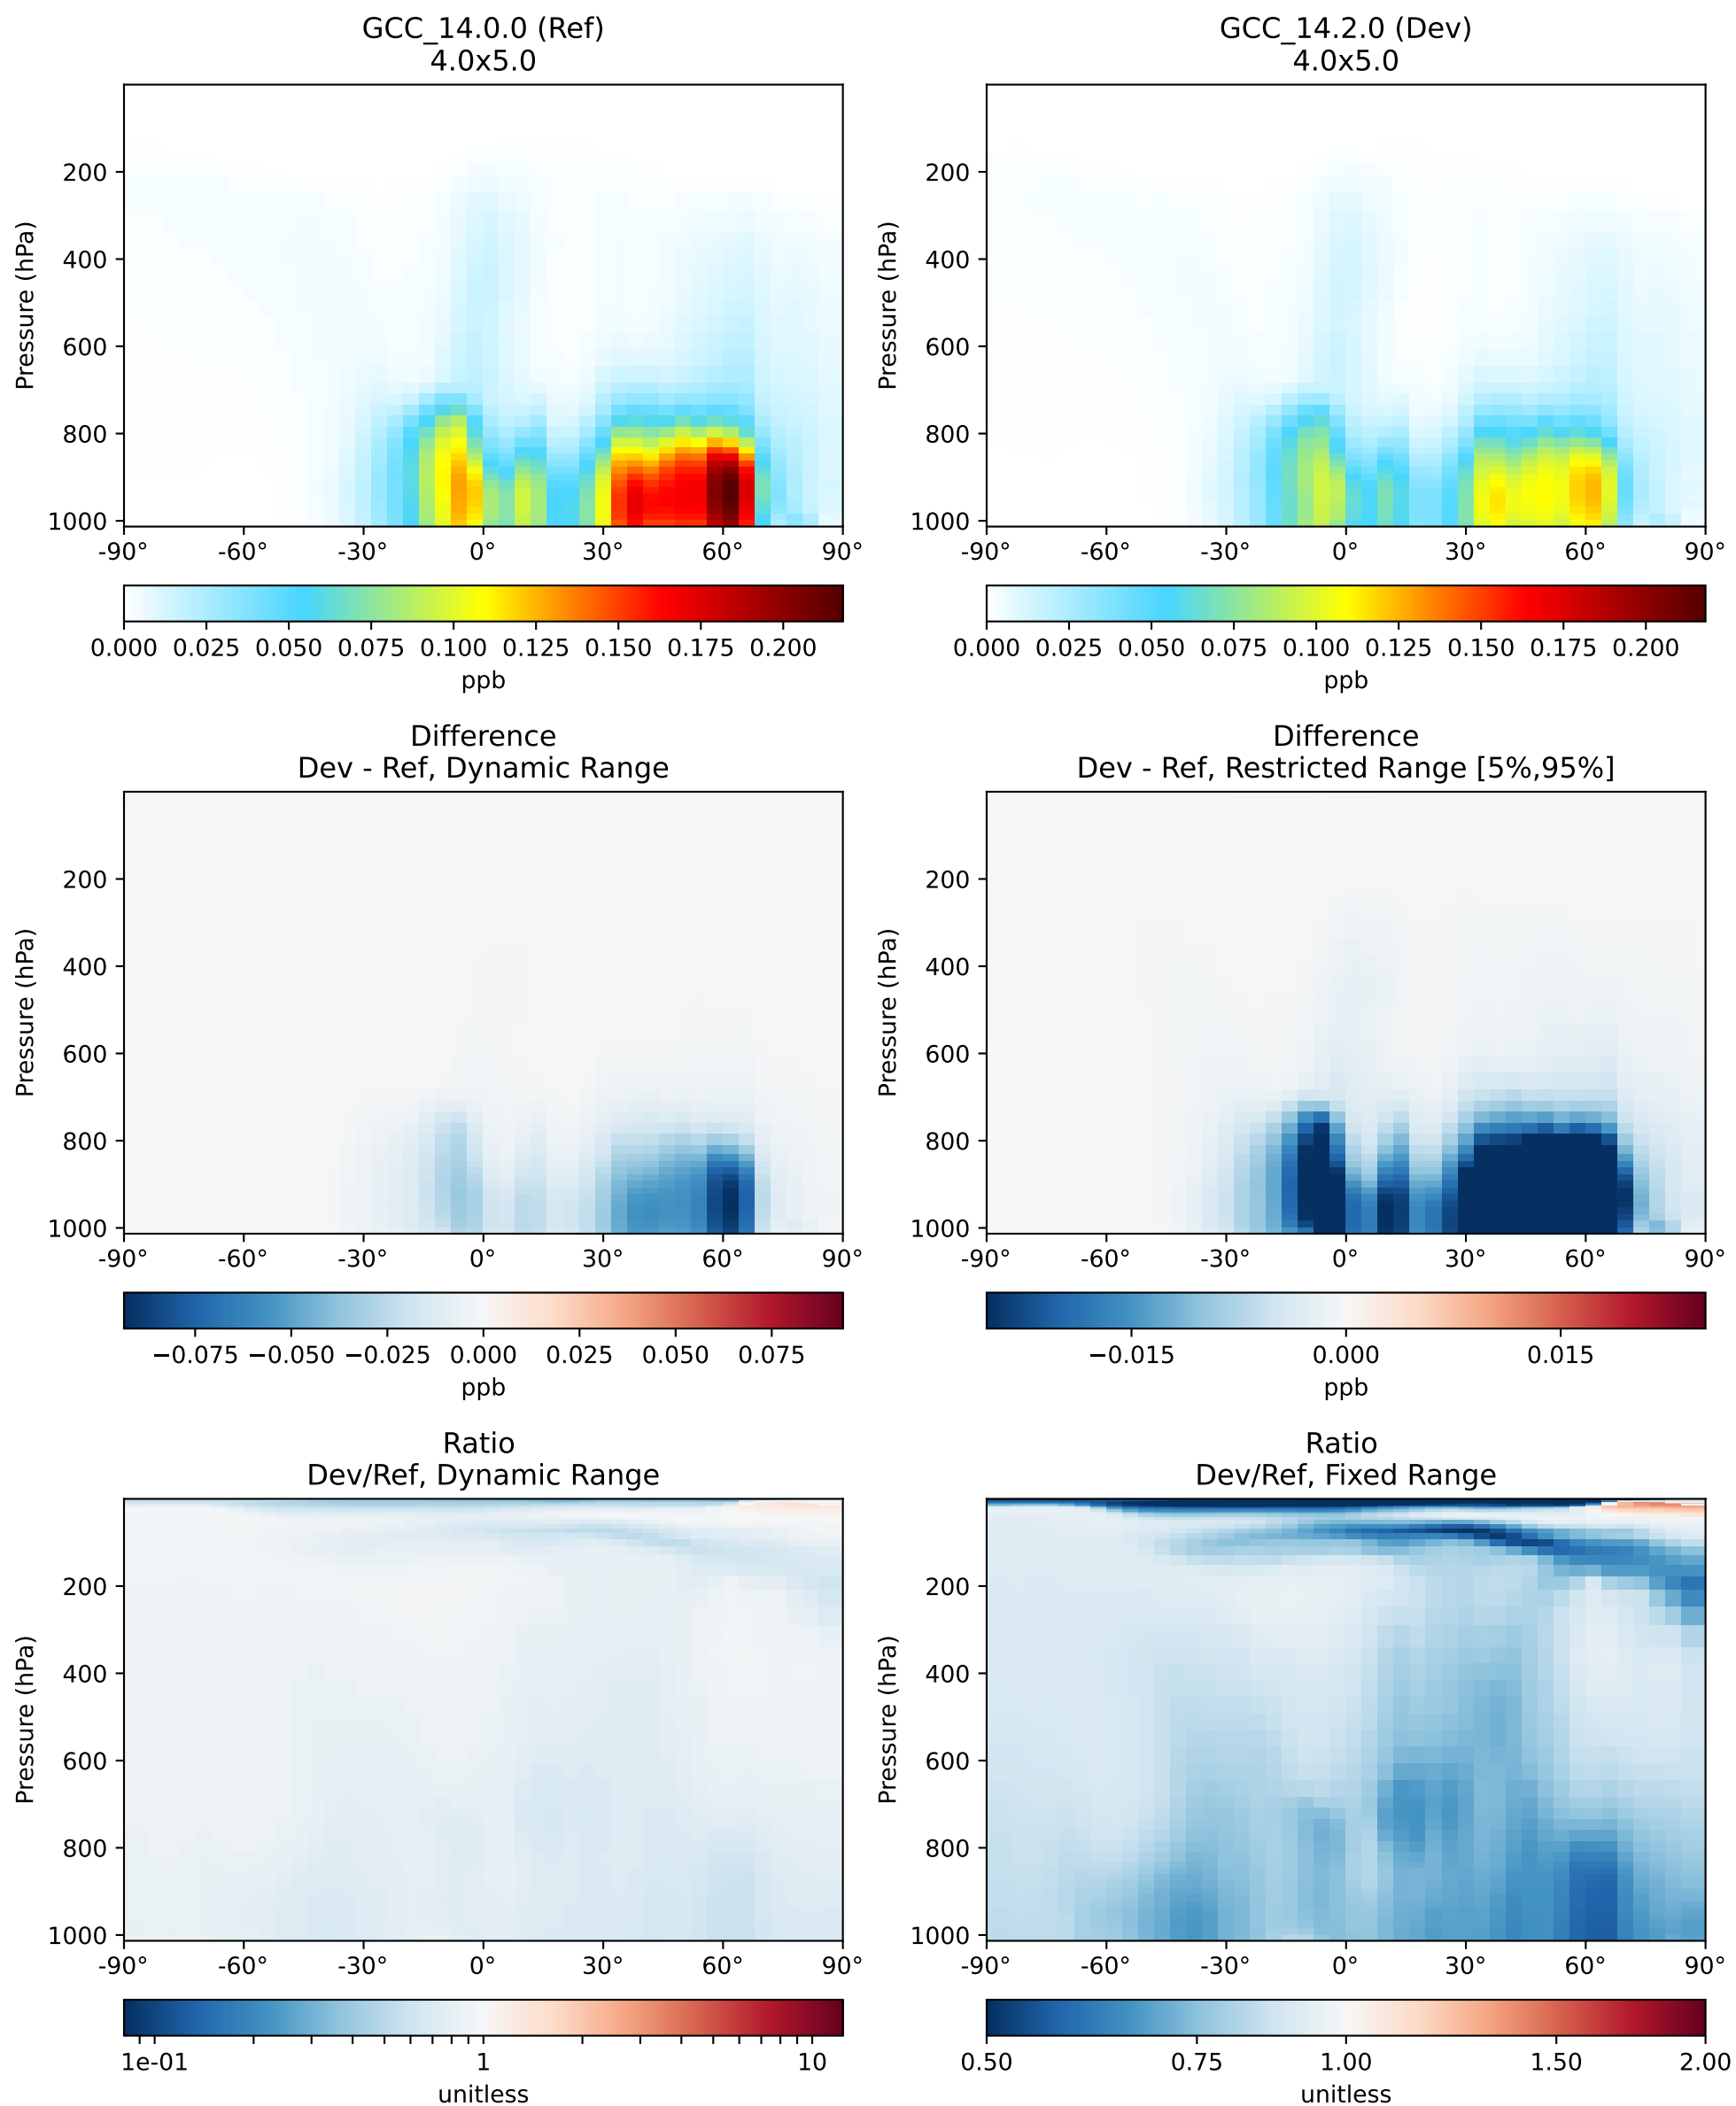 GCC_14.0.0 (Ref)
4.0x5.0
Pressure (hPa)
200
400
600
800
1000
-90° -60° -30° 0° 30° 60° 90°
0.000 0.025 0.050 0.075 0.100 0.125 0.150 0.175 0.200
ppb
GCC_14.2.0 (Dev)
4.0x5.0
Pressure (hPa)
200
400
600
800
1000
-90° -60° -30° 0° 30° 60° 90°
0.000 0.025 0.050 0.075 0.100 0.125 0.150 0.175 0.200
ppb
Difference
Dev - Ref, Dynamic Range
Pressure (hPa)
200
400
600
800
1000
-90° -60° -30° 0° 30° 60° 90°
−0.075 −0.050 −0.025 0.000 0.025 0.050 0.075
ppb
Difference
Dev - Ref, Restricted Range [5%,95%]
Pressure (hPa)
200
400
600
800
1000
-90° -60° -30° 0° 30° 60° 90°
−0.015 0.000 0.015
ppb
Ratio
Dev/Ref, Dynamic Range
Pressure (hPa)
200
400
600
800
1000
-90° -60° -30° 0° 30° 60° 90°
1e-01 1 10
unitless
Ratio
Dev/Ref, Fixed Range
Pressure (hPa)
200
400
600
800
1000
-90° -60° -30° 0° 30° 60° 90°
0.50 0.75 1.00 1.50 2.00
unitless